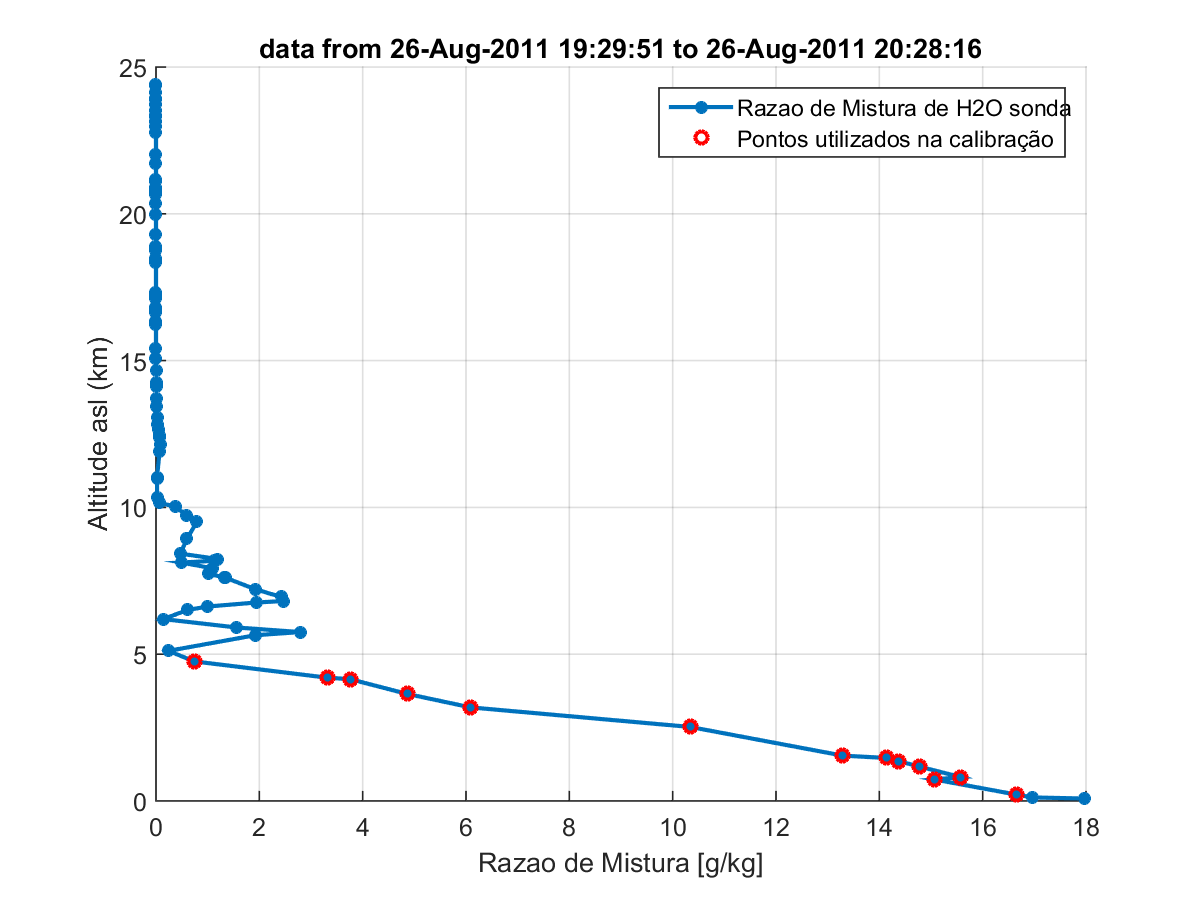 data from 26-Aug-2011 19:29:51 to 26-Aug-2011 20:28:16
Razao de Mistura de H2O sonda
Pontos utilizados na calibração
Altitude asl (km)
25
20
15
10
5
0
0 2 4 6 8 10 12 14 16 18
Razao de Mistura [g/kg]